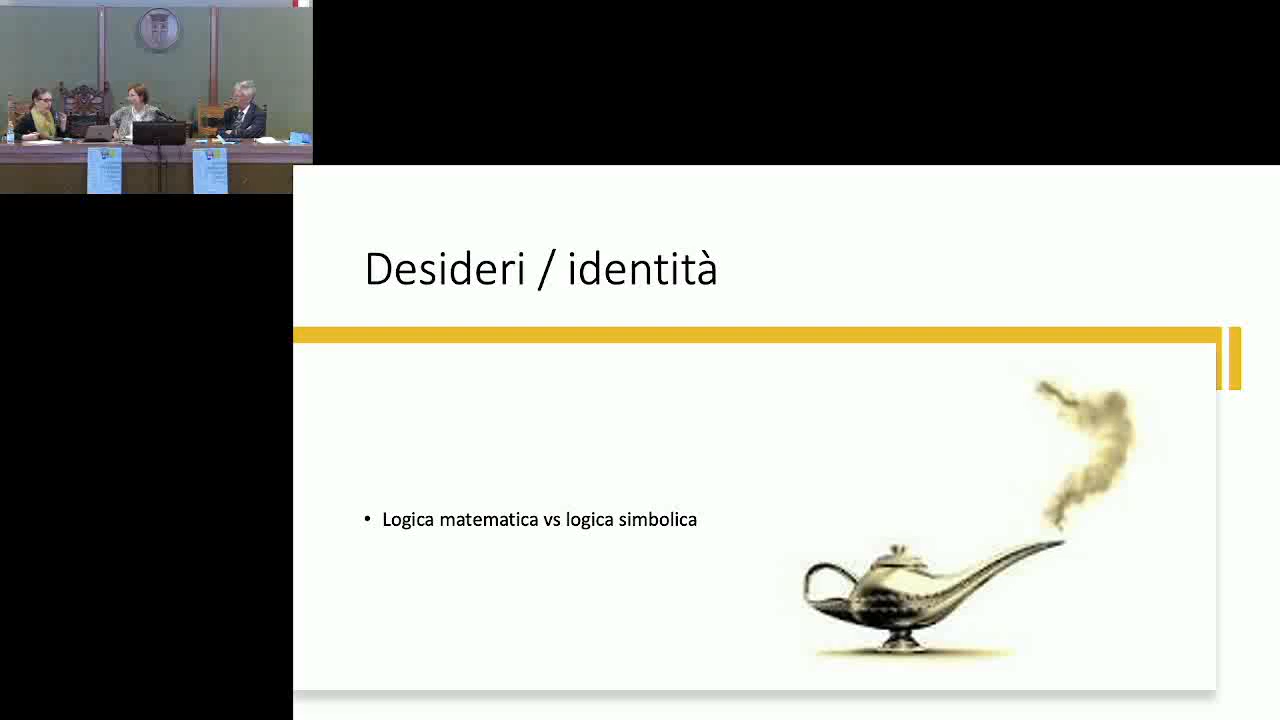 Desideri / identità
• Logica matematica vs logica simbolica